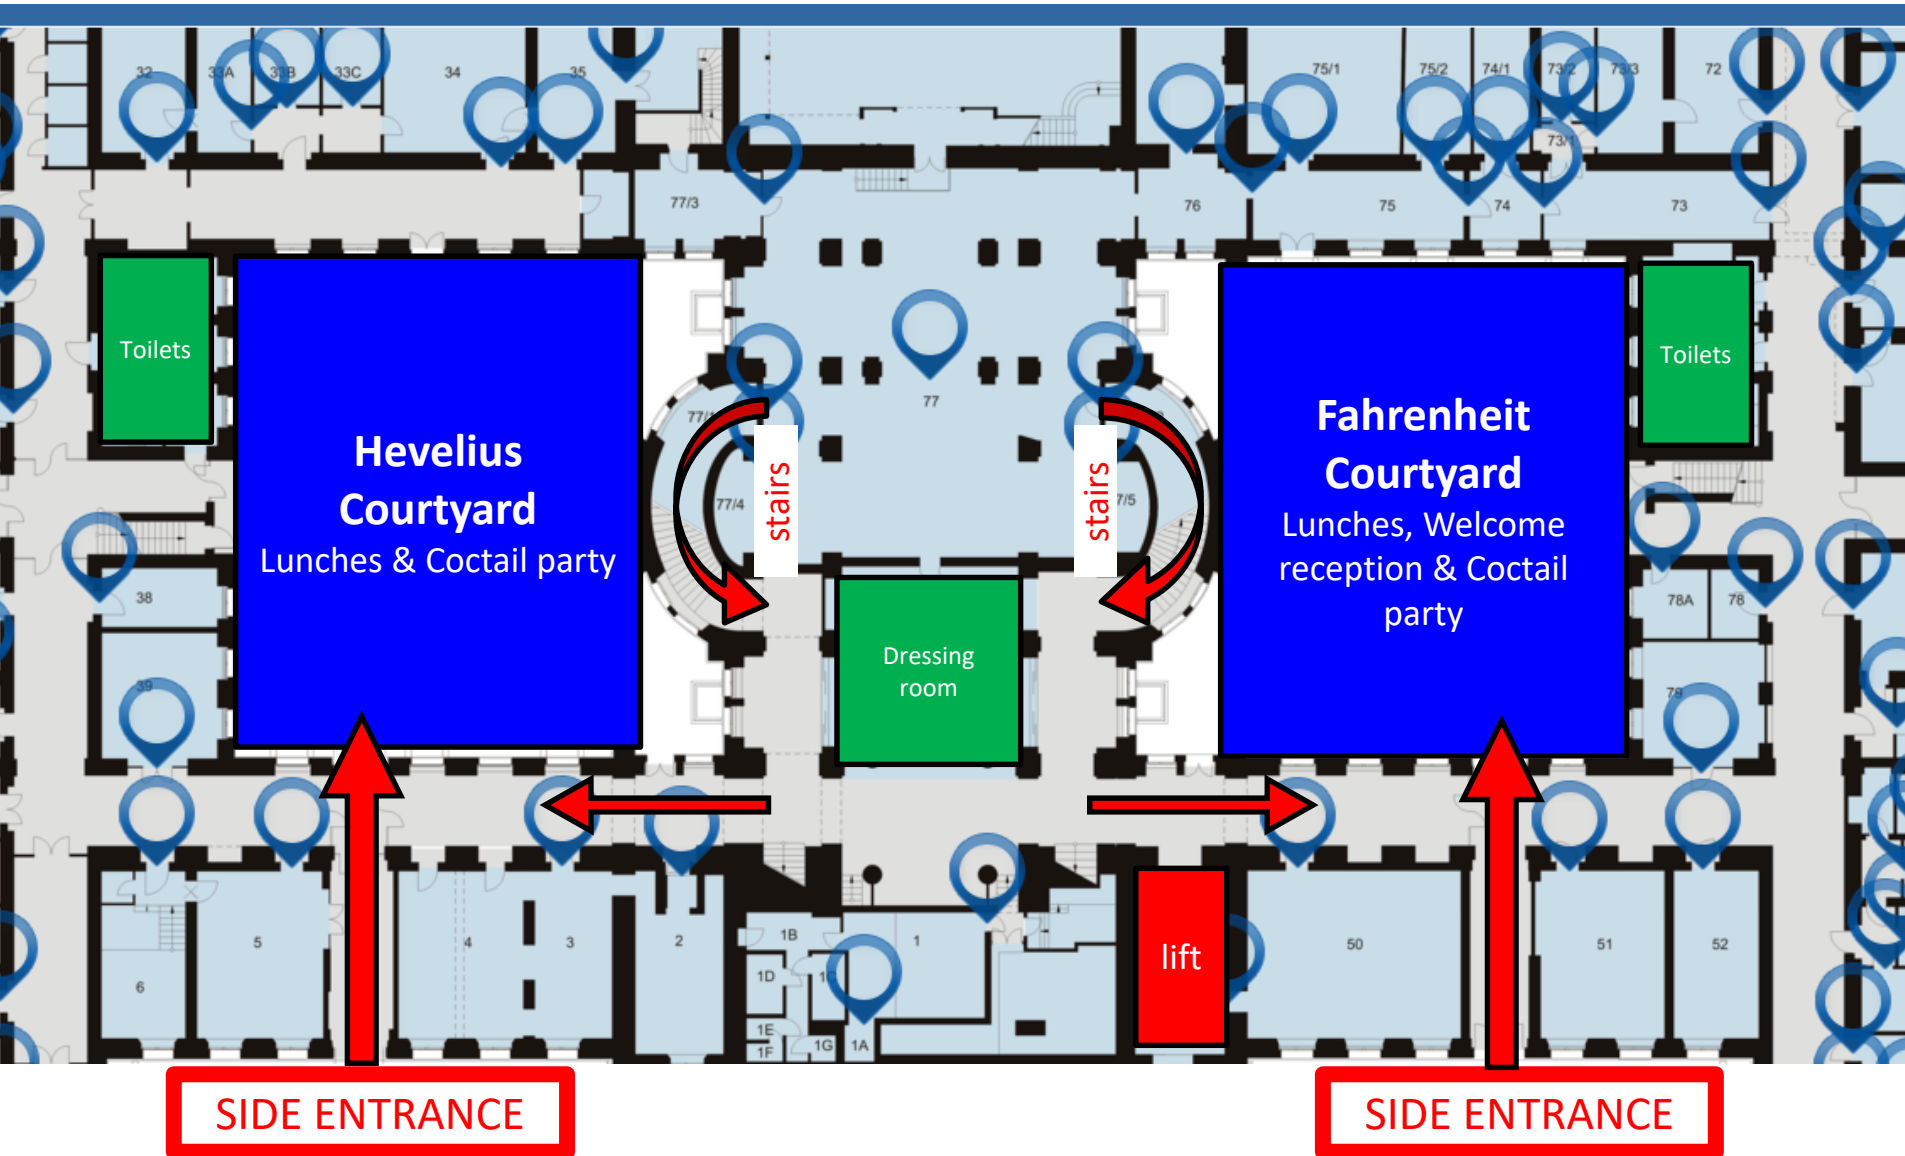 32
33A
33B
33C
34
35
75/1
75/2
74/1
73/2
73/3
72
73/1
77/3
76
75
74
73
Toilets
Toilets
77
Hevelius
Courtyard
Lunches & Coctail party
Fahrenheit
Courtyard
Lunches, Welcome
reception & Coctail
party
stairs
stairs
77/4
38
78A
78
39
79
Dressing
room
5
4
3
2
1B
1
1D
6
1E
1F
1G
1A
lift
50
51
52
SIDE ENTRANCE
SIDE ENTRANCE